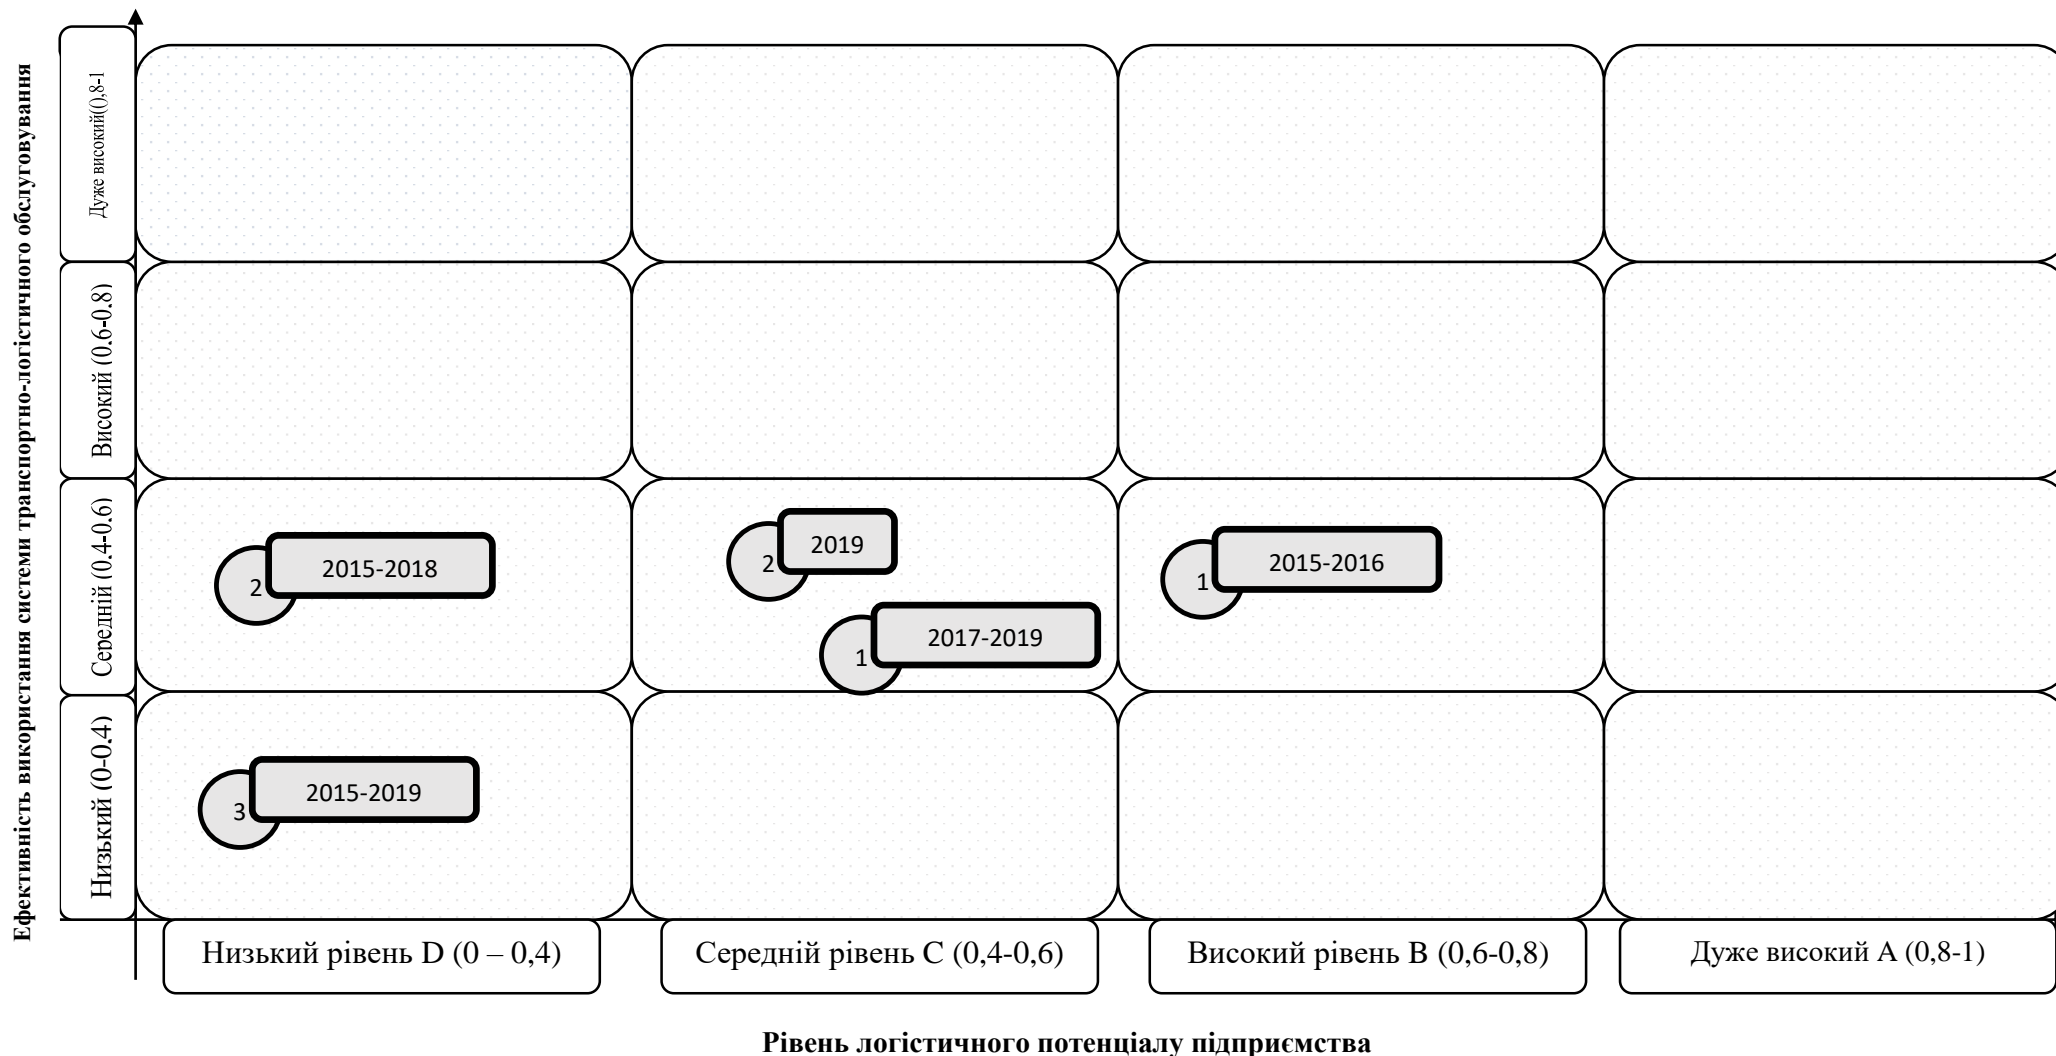 Ефективність використання системи транспортно-логістичного обслуговування
Дуже високий((),8-1
Високий (0.6-0.8)
Середній (0.4-0.6)
2
2015-2018
2
2019
1
2017-2019
1
2015-2016
Низький (0-0.4)
3
2015-2019
Низький рівень D (0 – 0,4)
Середній рівень С (0,4-0,6)
Високий рівень В (0,6-0,8)
Дуже високий А (0,8-1)
Рівень логістичного потенціалу підприємства